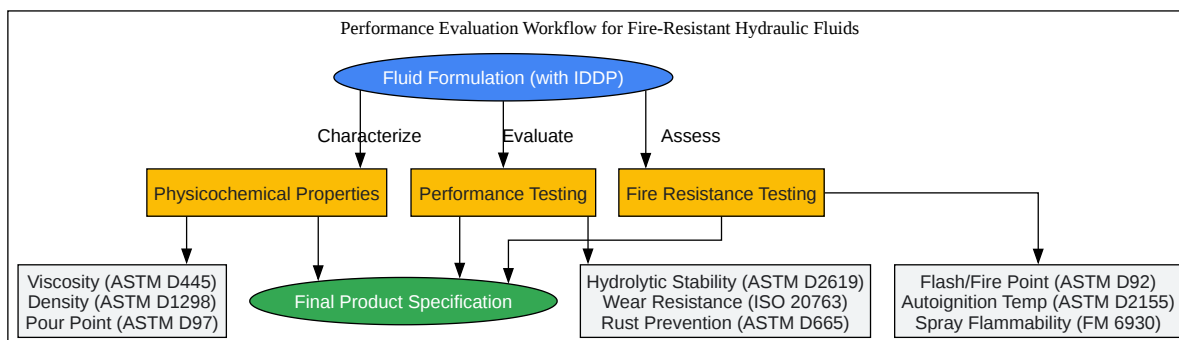 Performance Evaluation Workflow for Fire-Resistant Hydraulic Fluids
Fluid Formulation (with IDDP)
Characterize
Evaluate
Assess
Physicochemical Properties
Performance Testing
Fire Resistance Testing
Viscosity (ASTM D445)
Density (ASTM D1298)
Pour Point (ASTM D97)
Final Product Specification
Hydrolytic Stability (ASTM D2619)
Wear Resistance (ISO 20763)
Rust Prevention (ASTM D665)
Flash/Fire Point (ASTM D92)
Autoignition Temp (ASTM D2155)
Spray Flammability (FM 6930)